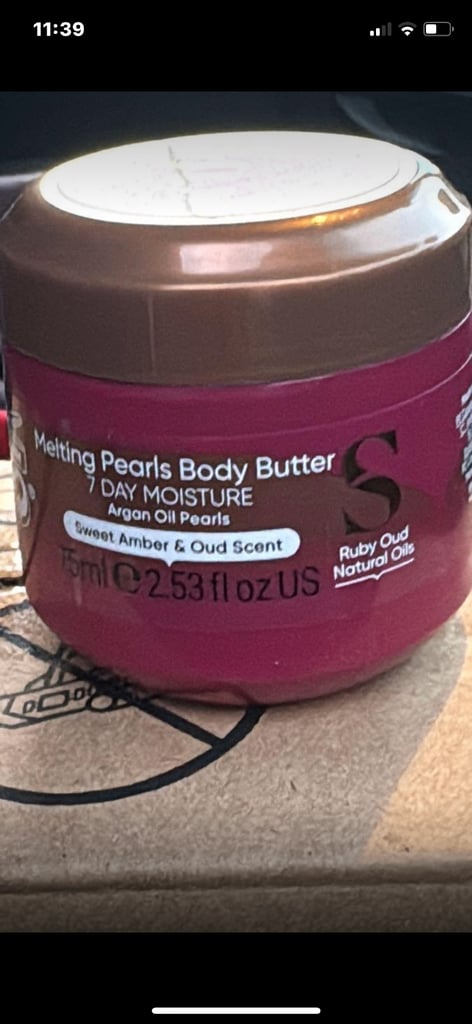 11:39
Melting Pearls Body Butter
7 DAY MOISTURE
Argan Oil Pearls
Sweet Amber & Oud Scent
75ml ℮ 2.53 fl oz US
S
Ruby Oud
Natural Oils